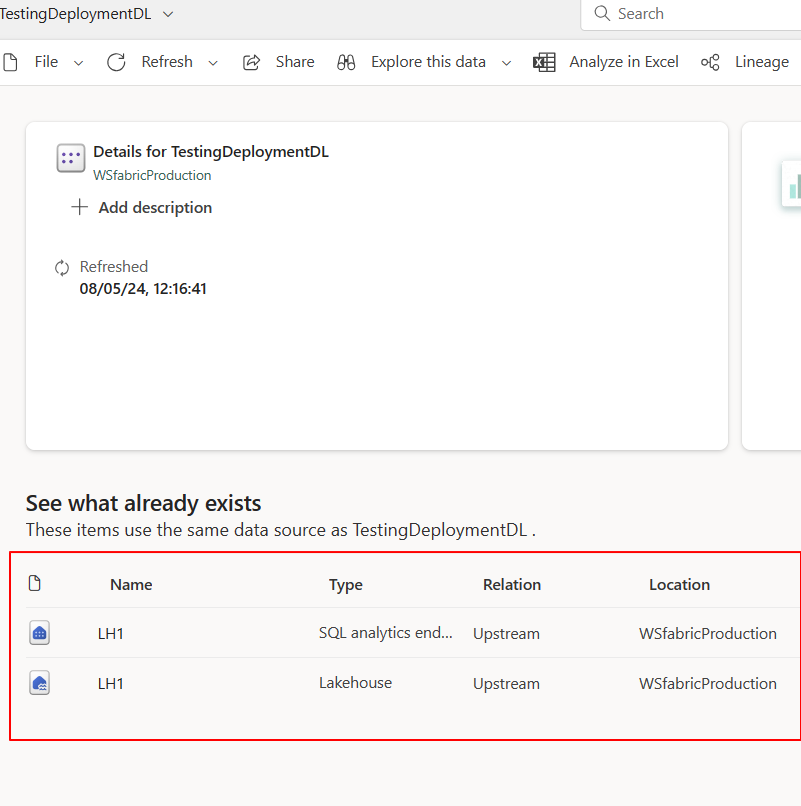 TestingDeploymentDL Search
File Refresh Share Explore this data Analyze in Excel Lineage
Details for TestingDeploymentDL
WSfabricProduction
Add description
Refreshed
08/05/24, 12:16:41
See what already exists
These items use the same data source as TestingDeploymentDL .
Name Type Relation Location
LH1 SQL analytics end... Upstream WSfabricProduction
LH1 Lakehouse Upstream WSfabricProduction